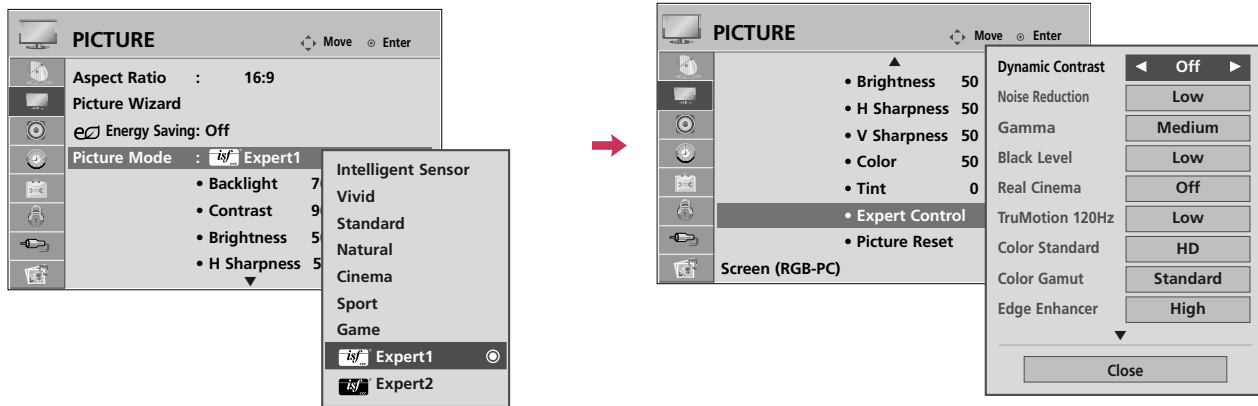 PICTURE
Move Enter
Aspect Ratio : 16:9
Picture Wizard
Energy Saving: Off
Picture Mode : isf Expert1
• Backlight 7
• Contrast 9
• Brightness 5
• H Sharpness 5
Intelligent Sensor
Vivid
Standard
Natural
Cinema
Sport
Game
isf Expert1
isf Expert2
PICTURE
Move Enter
• Brightness 50
• H Sharpness 50
• V Sharpness 50
• Color 50
• Tint 0
• Expert Control
• Picture Reset
Screen (RGB-PC)
Dynamic Contrast ◄ Off ►
Noise Reduction Low
Gamma Medium
Black Level Low
Real Cinema Off
TruMotion 120Hz Low
Color Standard HD
Color Gamut Standard
Edge Enhancer High
Close